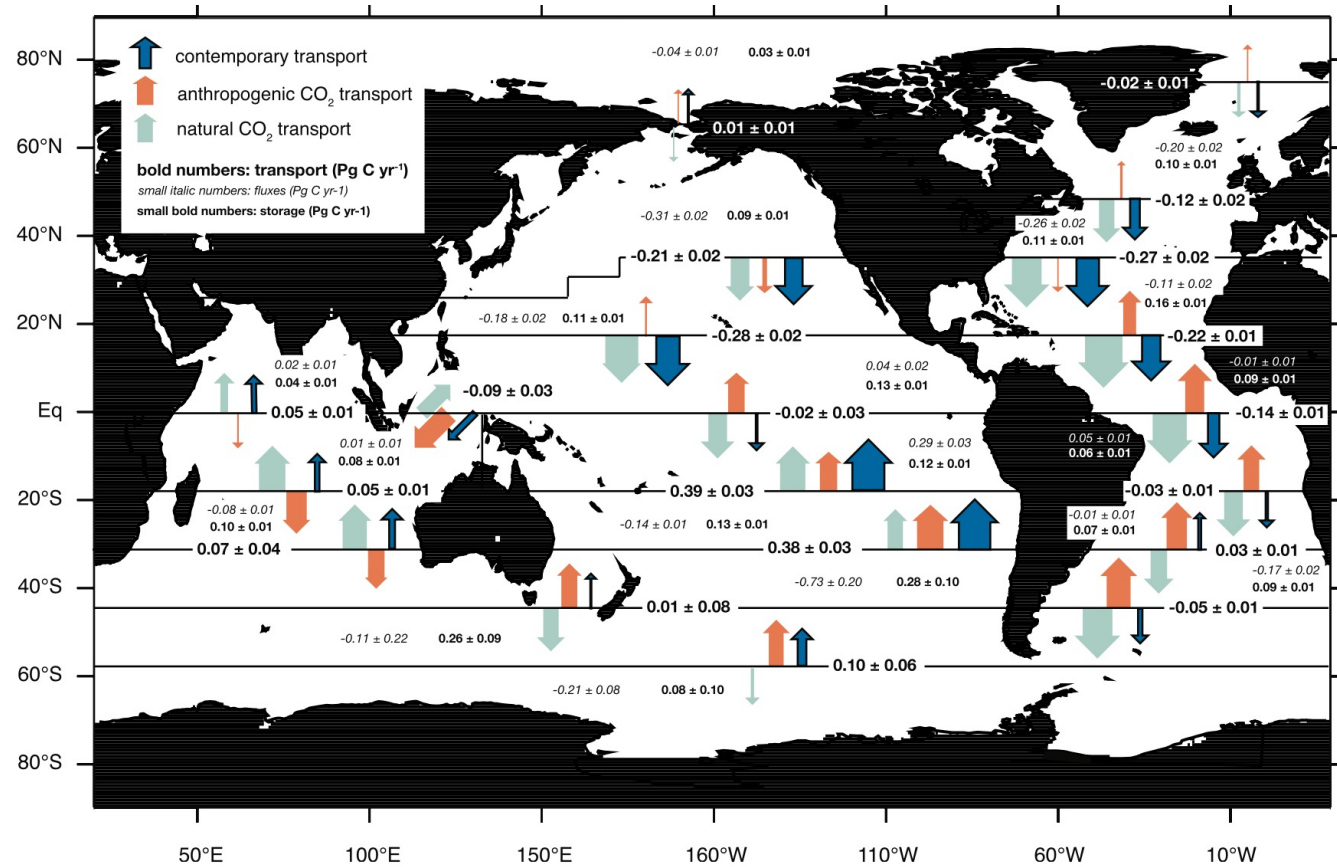 -0.04 ± 0.01 0.03 ± 0.01
80°N
contemporary transport
anthropogenic CO₂ transport
natural CO₂ transport
bold numbers: transport (Pg C yr⁻¹)
small italic numbers: fluxes (Pg C yr-1)
small bold numbers: storage (Pg C yr-1)
-0.02 ± 0.01
0.01 ± 0.01
60°N
-0.20 ± 0.02
0.10 ± 0.01
-0.12 ± 0.02
-0.31 ± 0.02 0.09 ± 0.01
-0.26 ± 0.02
0.11 ± 0.01
40°N
-0.21 ± 0.02
-0.27 ± 0.02
-0.11 ± 0.02
0.16 ± 0.01
-0.18 ± 0.02 0.11 ± 0.01
20°N
-0.28 ± 0.02
-0.22 ± 0.01
0.02 ± 0.01
0.04 ± 0.01
0.04 ± 0.02
0.13 ± 0.01
-0.01 ± 0.01
0.09 ± 0.01
-0.09 ± 0.03
Eq
0.05 ± 0.01
-0.02 ± 0.03
-0.14 ± 0.01
0.01 ± 0.01
0.08 ± 0.01
0.29 ± 0.03
0.12 ± 0.01
0.05 ± 0.01
0.06 ± 0.01
20°S
0.05 ± 0.01
0.39 ± 0.03
-0.03 ± 0.01
-0.08 ± 0.01
0.10 ± 0.01
-0.14 ± 0.01 0.13 ± 0.01
-0.01 ± 0.01
0.07 ± 0.01
0.07 ± 0.04
0.38 ± 0.03
0.03 ± 0.01
-0.17 ± 0.02
0.09 ± 0.01
-0.73 ± 0.20 0.28 ± 0.10
40°S
0.01 ± 0.08
-0.05 ± 0.01
-0.11 ± 0.22 0.26 ± 0.09
0.10 ± 0.06
60°S
-0.21 ± 0.08 0.08 ± 0.10
80°S
50°E 100°E 150°E 160°W 110°W 60°W 10°W